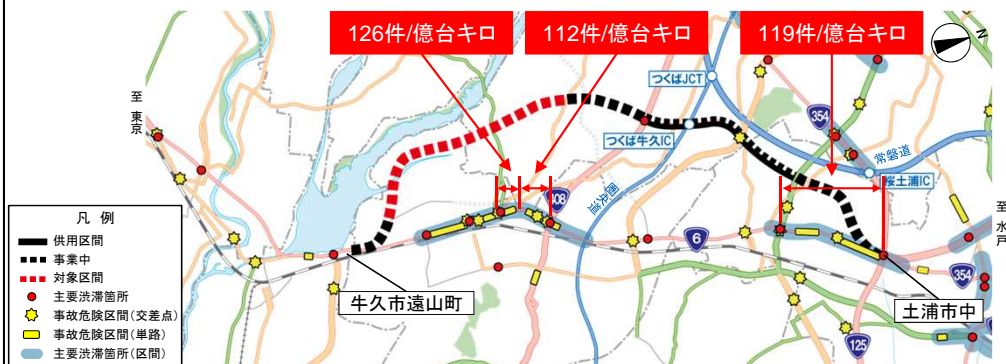 126件/億台キロ
112件/億台キロ
119件/億台キロ
N
至 東京
つくばJCT
つくば牛久IC
354
常磐道
桜土浦IC
408
圏央道
6
至 水戸
354
125
牛久市遠山町
土浦市中
凡 例
供用区間
事業中
対象区間
主要渋滞箇所
事故危険区間(交差点)
事故危険区間(単路)
主要渋滞箇所(区間)